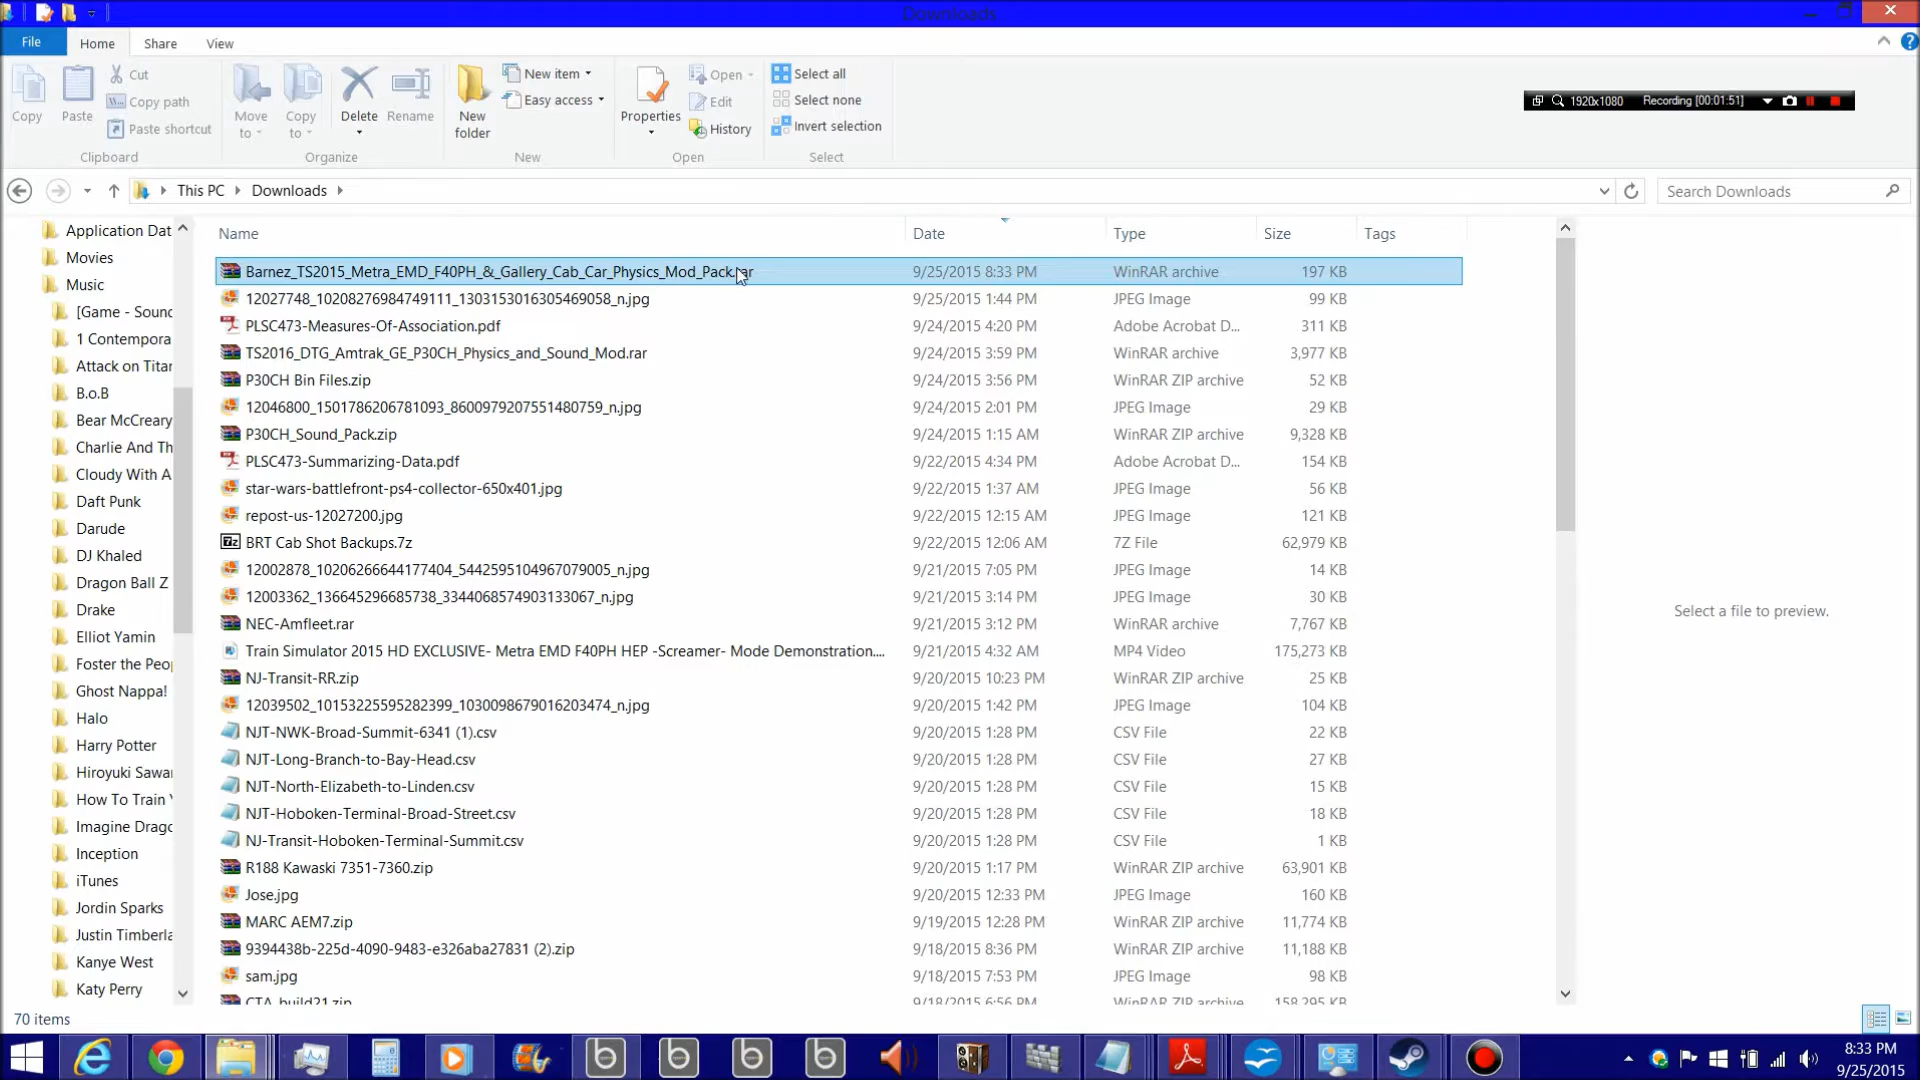 Downloads
File Home Share View
Copy
Paste
Cut
Copy path
Paste shortcut
Clipboard
Move to
Copy to
Delete
Rename
Organize
New folder
New item
Easy access
New
Properties
Open
Edit
History
Open
Select all
Select none
Invert selection
Select
1920x1080 Recording [00:01:51]
This PC Downloads
Search Downloads
Application Dat
Movies
Music
[Game - Sound
1 Contempora
Attack on Titan
B.o.B
Bear McCreary
Charlie And Th
Cloudy With A
Daft Punk
Darude
DJ Khaled
Dragon Ball Z
Drake
Elliot Yamin
Foster the Peop
Ghost Nappa!
Halo
Harry Potter
Hiroyuki Sawan
How To Train Y
Imagine Drago
Inception
iTunes
Jordin Sparks
Justin Timberla
Kanye West
Katy Perry
Name Date Type Size Tags
Barnez_TS2015_Metra_EMD_F40PH_&_Gallery_Cab_Car_Physics_Mod_Pack.rar 9/25/2015 8:33 PM WinRAR archive 197 KB
12027748_10208276984749111_1303153016305469058_n.jpg 9/25/2015 1:44 PM JPEG Image 99 KB
PLSC473-Measures-Of-Association.pdf 9/24/2015 4:20 PM Adobe Acrobat D... 311 KB
TS2016_DTG_Amtrak_GE_P30CH_Physics_and_Sound_Mod.rar 9/24/2015 3:59 PM WinRAR archive 3,977 KB
P30CH Bin Files.zip 9/24/2015 3:56 PM WinRAR ZIP archive 52 KB
12046800_1501786206781093_8600979207551480759_n.jpg 9/24/2015 2:01 PM JPEG Image 29 KB
P30CH_Sound_Pack.zip 9/24/2015 1:15 AM WinRAR ZIP archive 9,328 KB
PLSC473-Summarizing-Data.pdf 9/22/2015 4:34 PM Adobe Acrobat D... 154 KB
star-wars-battlefront-ps4-collector-650x401.jpg 9/22/2015 1:37 AM JPEG Image 56 KB
repost-us-12027200.jpg 9/22/2015 12:15 AM JPEG Image 121 KB
BRT Cab Shot Backups.7z 9/22/2015 12:06 AM 7Z File 62,979 KB
12002878_10206266644177404_5442595104967079005_n.jpg 9/21/2015 7:05 PM JPEG Image 14 KB
12003362_136645296685738_3344068574903133067_n.jpg 9/21/2015 3:14 PM JPEG Image 30 KB
NEC-Amfleet.rar 9/21/2015 3:12 PM WinRAR archive 7,767 KB
Train Simulator 2015 HD EXCLUSIVE- Metra EMD F40PH HEP -Screamer- Mode Demonstration.... 9/21/2015 4:32 AM MP4 Video 175,273 KB
NJ-Transit-RR.zip 9/20/2015 10:23 PM WinRAR ZIP archive 25 KB
12039502_10153225595282399_1030098679016203474_n.jpg 9/20/2015 1:42 PM JPEG Image 104 KB
NJT-NWK-Broad-Summit-6341 (1).csv 9/20/2015 1:28 PM CSV File 22 KB
NJT-Long-Branch-to-Bay-Head.csv 9/20/2015 1:28 PM CSV File 27 KB
NJT-North-Elizabeth-to-Linden.csv 9/20/2015 1:28 PM CSV File 15 KB
NJT-Hoboken-Terminal-Broad-Street.csv 9/20/2015 1:28 PM CSV File 18 KB
NJ-Transit-Hoboken-Terminal-Summit.csv 9/20/2015 1:28 PM CSV File 1 KB
R188 Kawaski 7351-7360.zip 9/20/2015 1:17 PM WinRAR ZIP archive 63,901 KB
Jose.jpg 9/20/2015 12:33 PM JPEG Image 160 KB
MARC AEM7.zip 9/19/2015 12:28 PM WinRAR ZIP archive 11,774 KB
9394438b-225d-4090-9483-e326aba27831 (2).zip 9/18/2015 8:36 PM WinRAR ZIP archive 11,188 KB
sam.jpg 9/18/2015 7:53 PM JPEG Image 98 KB
CTA_build21.zip 9/18/2015 6:56 PM WinRAR ZIP archive 158,295 KB
Select a file to preview.
70 items
8:33 PM
9/25/2015